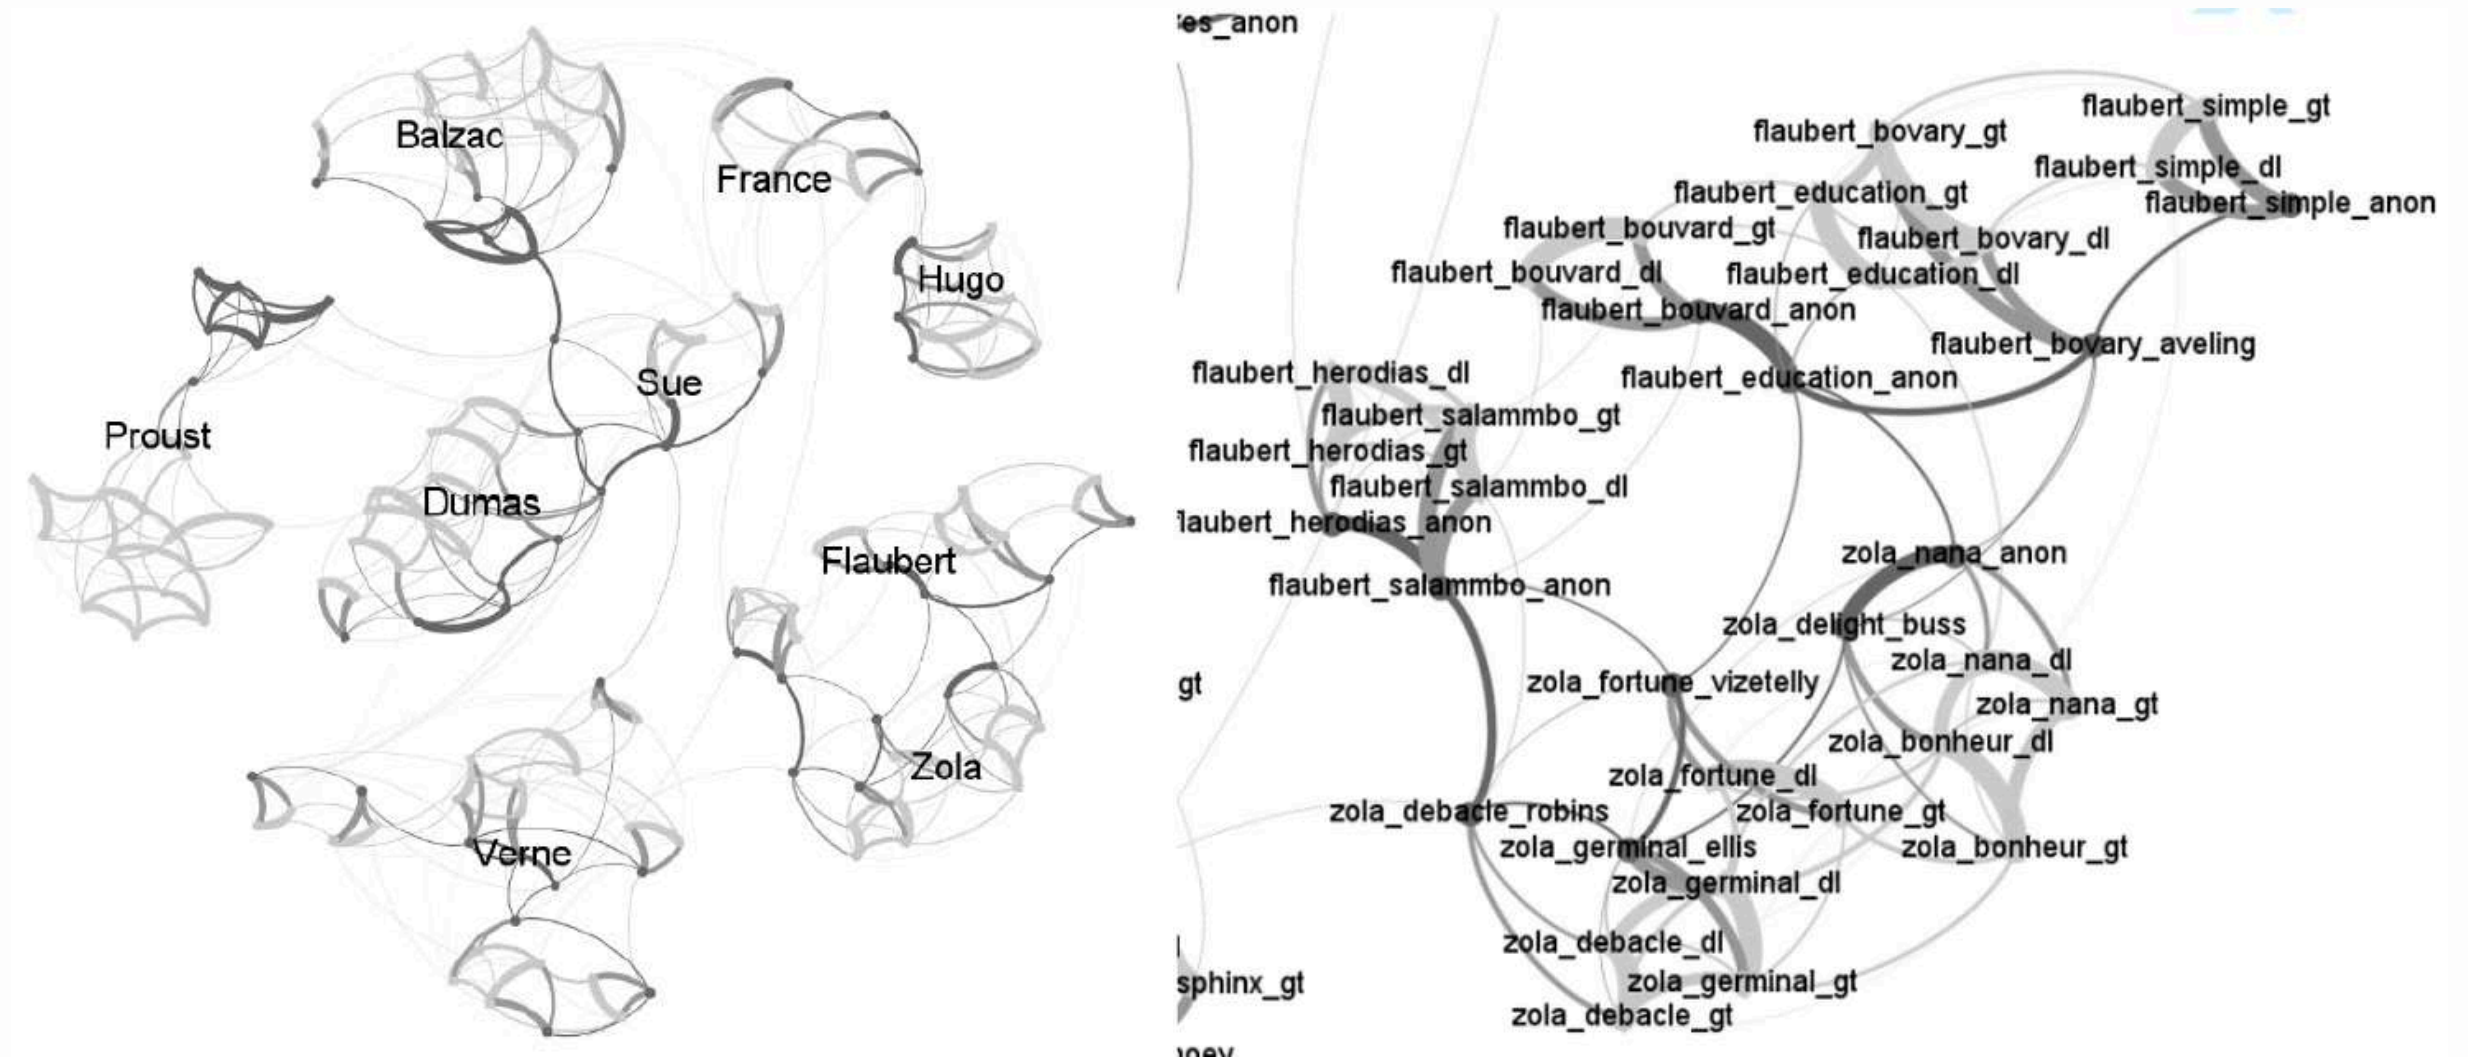 Balzac
France
Hugo
Sue
Proust
Dumas
Flaubert
Zola
Verne
es_anon
flaubert_simple_gt
flaubert_bovary_gt
flaubert_simple_dl
flaubert_education_gt
flaubert_simple_anon
flaubert_bouvard_gt
flaubert_bovary_dl
flaubert_bouvard_dl
flaubert_education_dl
flaubert_bouvard_anon
flaubert_bovary_aveling
flaubert_herodias_dl
flaubert_education_anon
flaubert_salammbo_gt
flaubert_herodias_gt
flaubert_salammbo_dl
laubert_herodias_anon
zola_nana_anon
flaubert_salammbo_anon
zola_delight_buss
zola_nana_dl
gt
zola_fortune_vizetelly
zola_nana_gt
zola_bonheur_dl
zola_fortune_dl
zola_debacle_robins
zola_fortune_gt
zola_germinal_ellis
zola_bonheur_gt
zola_germinal_dl
zola_debacle_dl
sphinx_gt
zola_germinal_gt
zola_debacle_gt